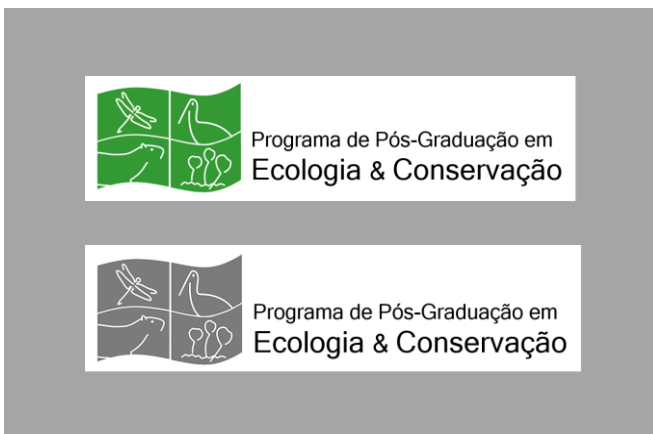 Programa de Pós-Graduação em
Ecologia & Conservação
Programa de Pós-Graduação em
Ecologia & Conservação